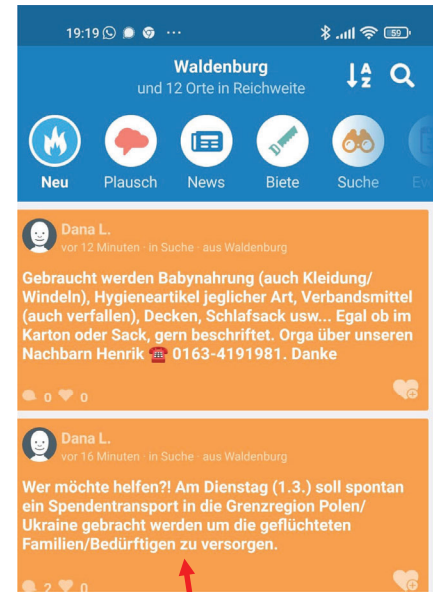 19:19 ... 59
Waldenburg
und 12 Orte in Reichweite
A
Z
Neu Plausch News Biete Suche Ev
Dana L.
vor 12 Minuten · in Suche · aus Waldenburg
Gebraucht werden Babynahrung (auch Kleidung/
Windeln), Hygieneartikel jeglicher Art, Verbandsmittel
(auch verfallen), Decken, Schlafsack usw... Egal ob im
Karton oder Sack, gern beschriftet. Orga über unseren
Nachbarn Henrik ☎ 0163-4191981. Danke
0 0
Dana L.
vor 16 Minuten · in Suche · aus Waldenburg
Wer möchte helfen?! Am Dienstag (1.3.) soll spontan
ein Spendentransport in die Grenzregion Polen/
Ukraine gebracht werden um die geflüchteten
Familien/Bedürftigen zu versorgen.
2 0